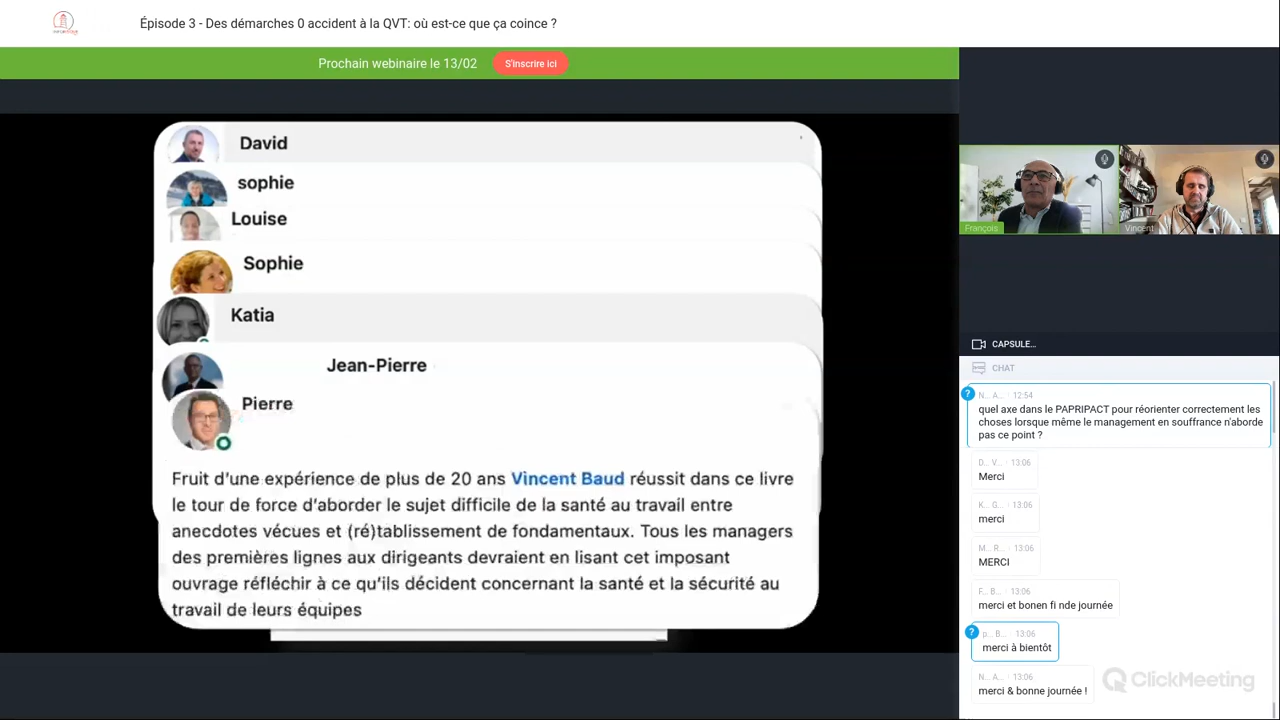 Épisode 3 - Des démarches 0 accident à la QVT: où est-ce que ça coince ?
Prochain webinaire le 13/02
S'inscrire ici
David
sophie
Louise
Sophie
Katia
Jean-Pierre
Pierre
Fruit d'une expérience de plus de 20 ans Vincent Baud réussit dans ce livre
le tour de force d'aborder le sujet difficile de la santé au travail entre
anecdotes vécues et (ré)tablissement de fondamentaux. Tous les managers
des premières lignes aux dirigeants devraient en lisant cet imposant
ouvrage réfléchir à ce qu'ils décident concernant la santé et la sécurité au
travail de leurs équipes
François
Vincent
CAPSULE...
CHAT
? N... A... 12:54
quel axe dans le PAPRIPACT pour réorienter correctement les
choses lorsque même le management en souffrance n'aborde
pas ce point ?
D... V... 13:06
Merci
K... G... 13:06
merci
M... R... 13:06
MERCI
F... B... 13:06
merci et bonen fi nde journée
? p... B... 13:06
merci à bientôt
N... A... 13:06
merci & bonne journée !
ClickMeeting